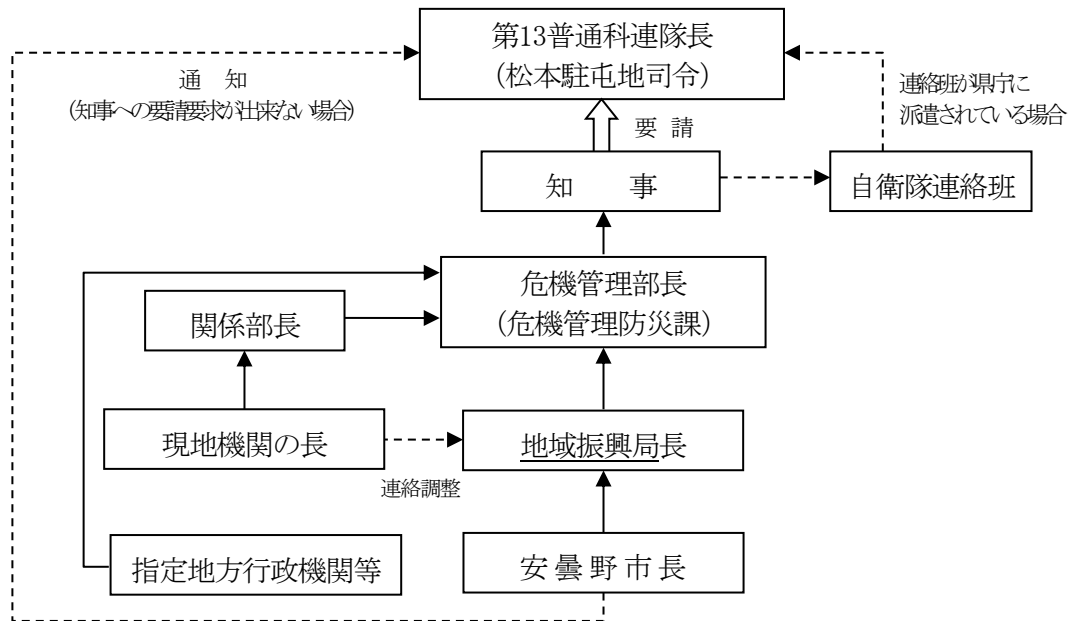 第13普通科連隊長
(松本駐屯地司令)
通 知
(知事への要請要求が出来ない場合)
連絡班が県庁に
派遣されている場合
要 請
知 事
自衛隊連絡班
危機管理部長
(危機管理防災課)
関係部長
現地機関の長
地域振興局長
連絡調整
指定地方行政機関等
安曇野市長